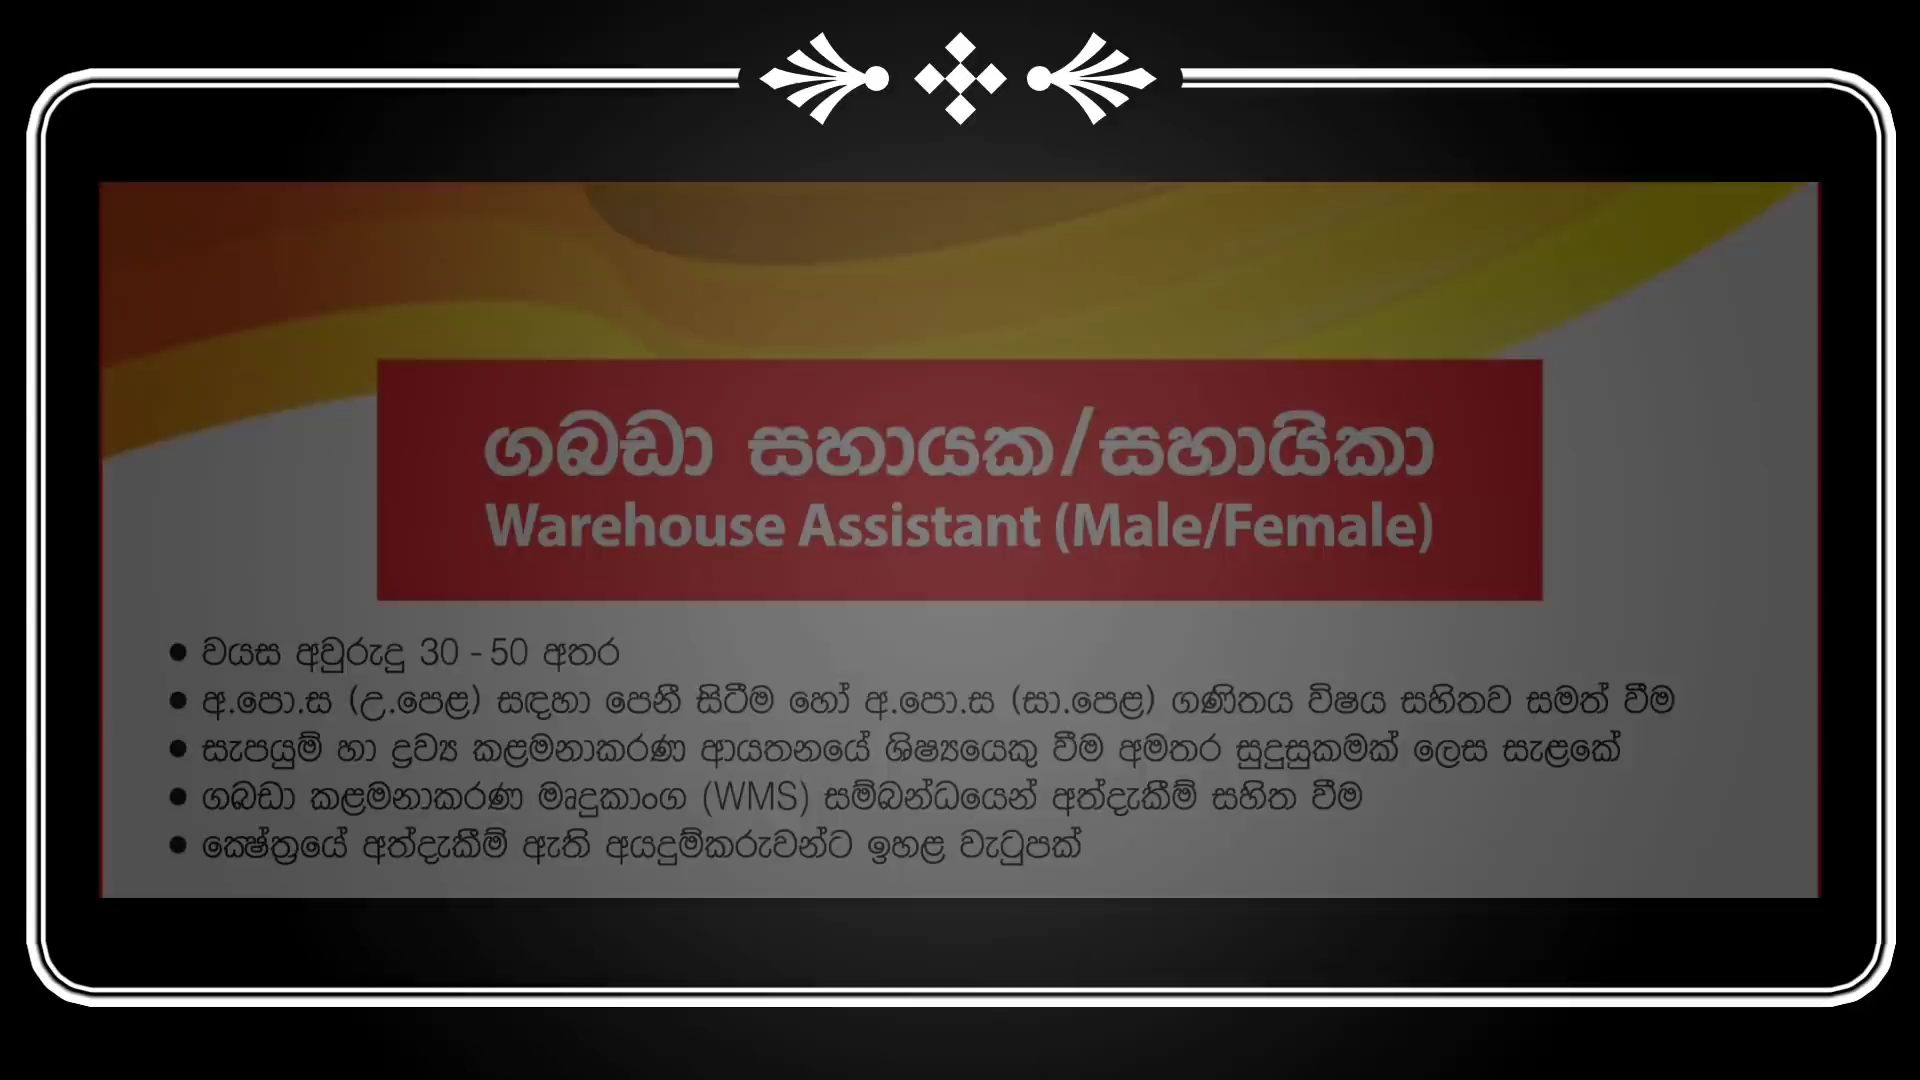 ගබඩා සහායක/සහායිකා
Warehouse Assistant (Male/Female)
● වයස අවුරුදු 30 - 50 අතර
● අ.පො.ස (උ.පෙළ) සඳහා පෙනී සිටීම හෝ අ.පො.ස (සා.පෙළ) ගණිතය විෂය සහිතව සමත් වීම
● සැපයුම් හා ද්‍රව්‍ය කළමනාකරණ ආයතනයේ ශිෂ්‍යයෙකු වීම අමතර සුදුසුකමක් ලෙස සැළකේ
● ගබඩා කළමනාකරණ මෘදුකාංග (WMS) සම්බන්ධයෙන් අත්දැකීම් සහිත වීම
● ක්ෂේත්‍රයේ අත්දැකීම් ඇති අයදුම්කරුවන්ට ඉහළ වැටුපක්